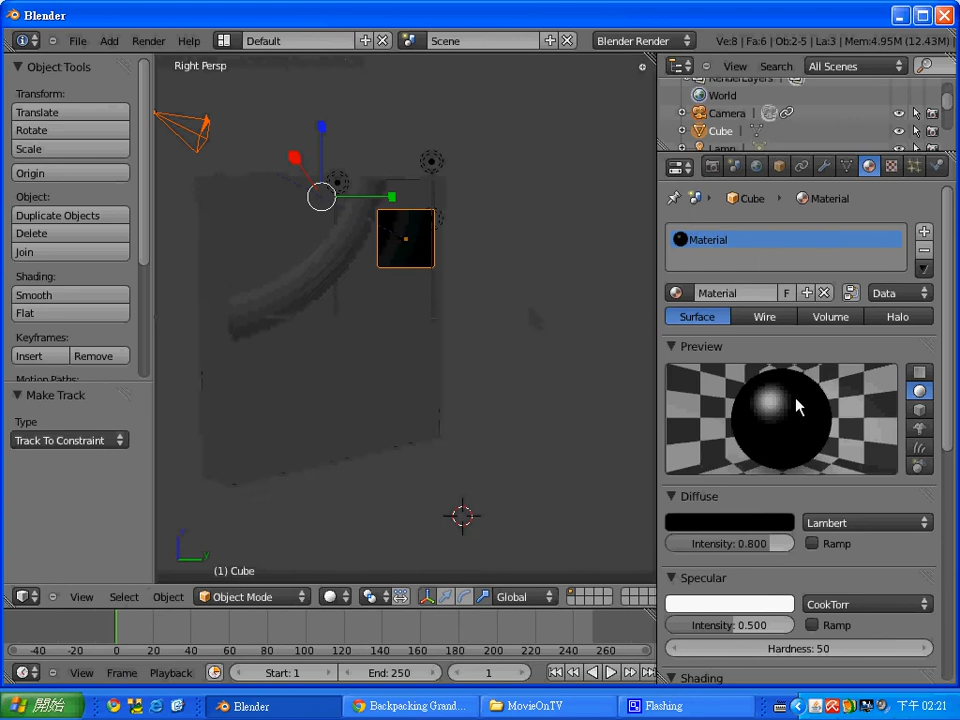 Blender
File Add Render Help Default Scene Blender Render Ve:8 | Fa:6 | Ob:2-5 | La:3 | Mem:4.95M (12.43M)
Object Tools
Transform:
Translate
Rotate
Scale
Origin
Object:
Duplicate Objects
Delete
Join
Shading:
Smooth
Flat
Keyframes:
Insert Remove
Motion Paths:
Make Track
Type
Track To Constraint
Right Persp
(1) Cube
View Select Object Object Mode Global
-40 -20 0 20 40 60 80 100 120 140 160 180 200 220 240 260
View Frame Playback Start: 1 End: 250 1
View Search All Scenes
RenderLayers
World
Camera
Cube
Lamp
Cube Material
Material
Material F Data
Surface Wire Volume Halo
Preview
Diffuse
Lambert
Intensity: 0.800 Ramp
Specular
CookTorr
Intensity: 0.500 Ramp
Hardness: 50
Shading
開始 Blender Backpacking Grand... MovieOnTV Flashing 下午 02:21